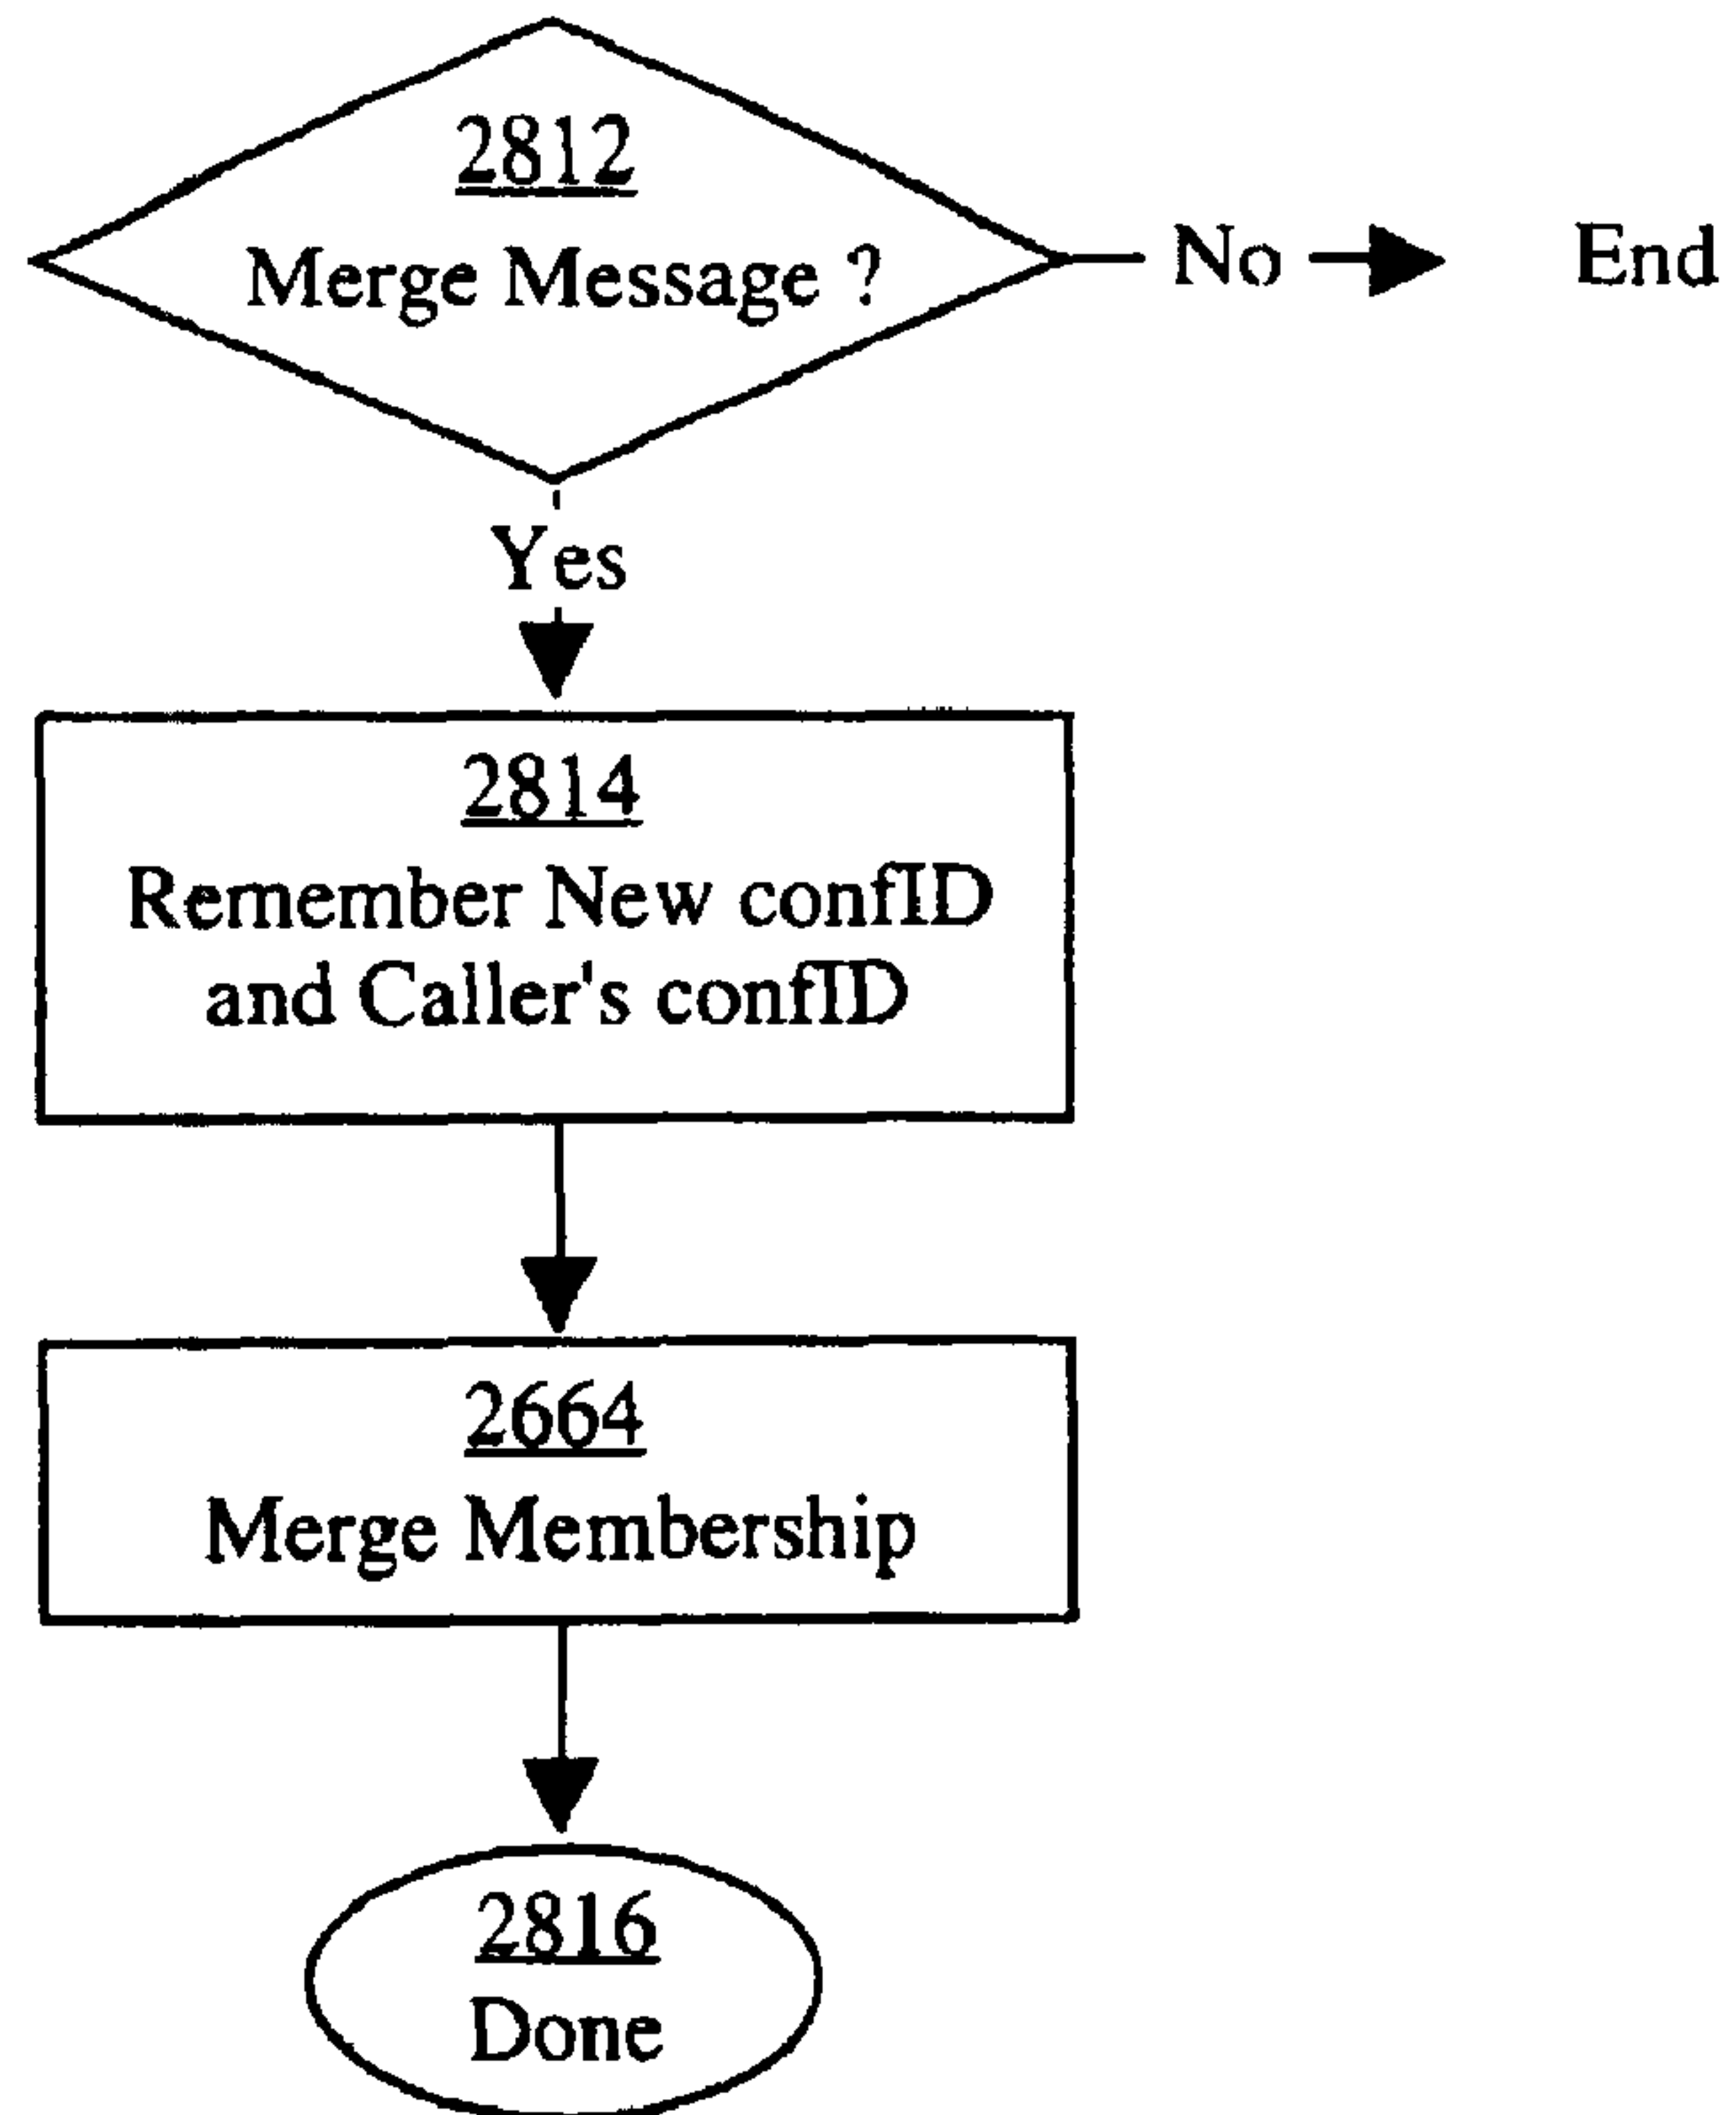 2812
Merge Message ?
No
End
Yes
2814
Remember New confID
and Caller's confID
2664
Merge Membership
2816
Done